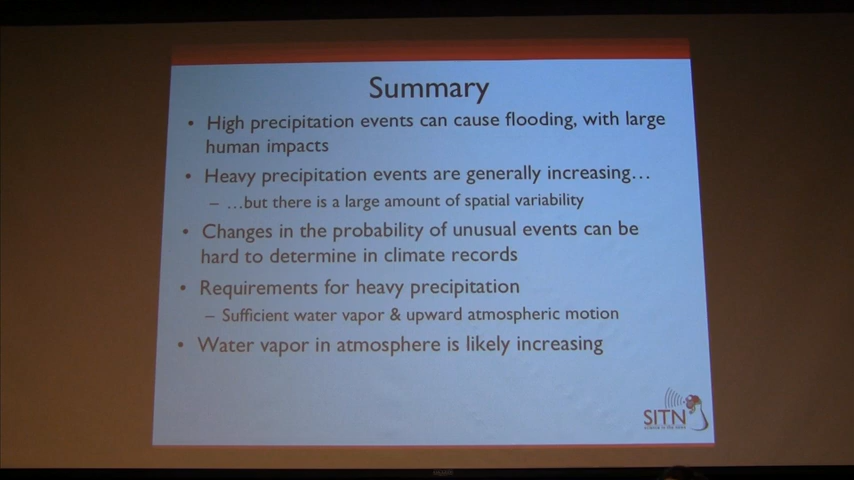 Summary
• High precipitation events can cause flooding, with large
human impacts
• Heavy precipitation events are generally increasing…
– …but there is a large amount of spatial variability
• Changes in the probability of unusual events can be
hard to determine in climate records
• Requirements for heavy precipitation
– Sufficient water vapor & upward atmospheric motion
• Water vapor in atmosphere is likely increasing
SITN